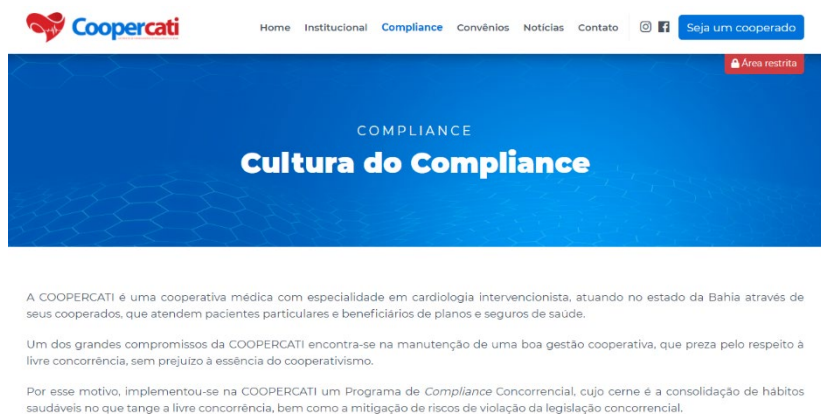 Coopercati
Home Institucional Compliance Convênios Notícias Contato Seja um cooperado
Área restrita
COMPLIANCE
Cultura do Compliance
A COOPERCATI é uma cooperativa médica com especialidade em cardiologia intervencionista, atuando no estado da Bahia através de
seus cooperados, que atendem pacientes particulares e beneficiários de planos e seguros de saúde.
Um dos grandes compromissos da COOPERCATI encontra-se na manutenção de uma boa gestão cooperativa, que preza pelo respeito à
livre concorrência, sem prejuízo à essência do cooperativismo.
Por esse motivo, implementou-se na COOPERCATI um Programa de Compliance Concorrencial, cujo cerne é a consolidação de hábitos
saudáveis no que tange a livre concorrência, bem como a mitigação de riscos de violação da legislação concorrencial.